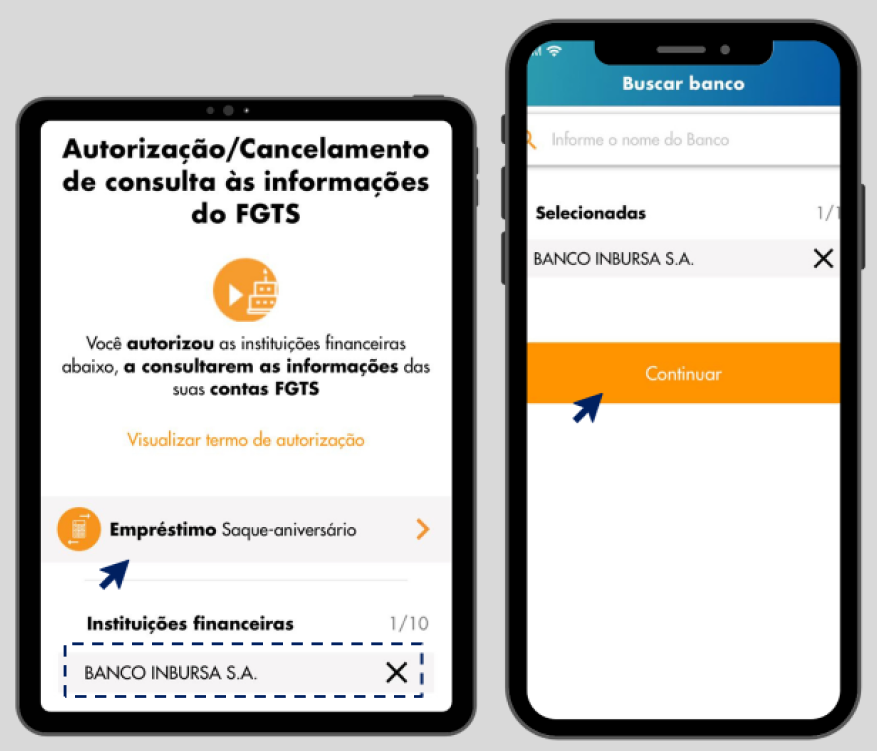 Autorização/Cancelamento
de consulta às informações
do FGTS
Você autorizou as instituições financeiras
abaixo, a consultarem as informações das
suas contas FGTS
Visualizar termo de autorização
Empréstimo Saque-aniversário
Instituições financeiras 1/10
BANCO INBURSA S.A.
Buscar banco
Informe o nome do Banco
Selecionadas 1/1
BANCO INBURSA S.A.
Continuar